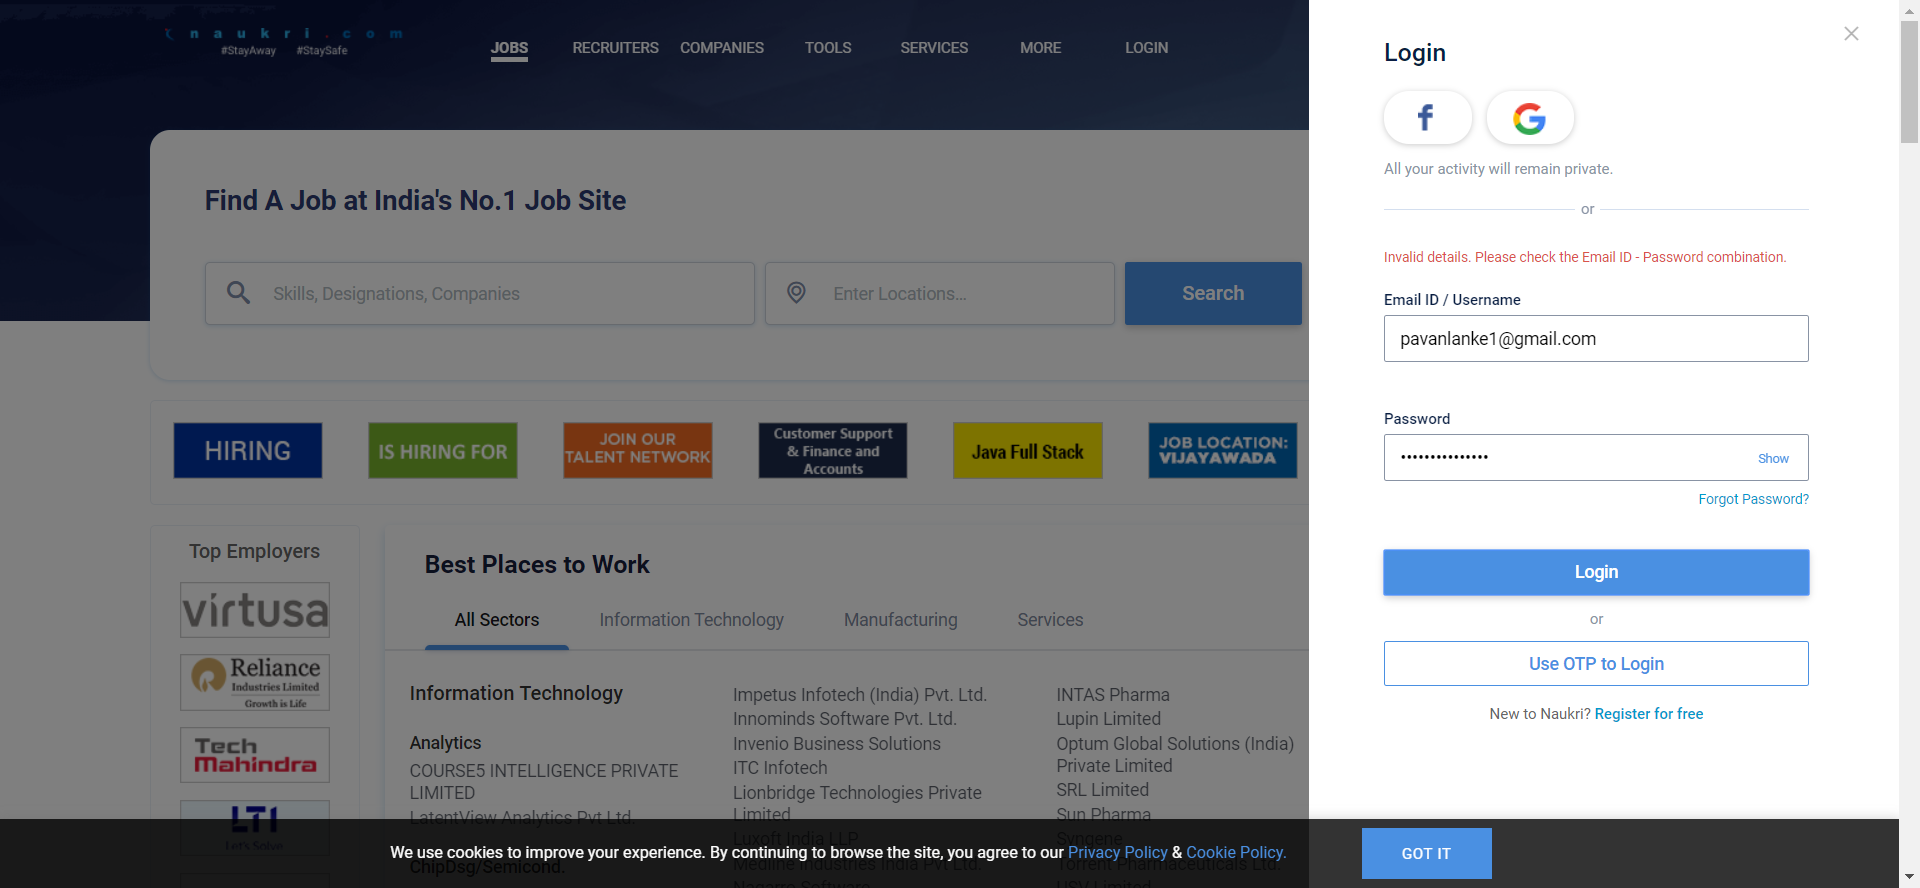 naukri.com
#StayAway #StaySafe
JOBS
RECRUITERS
COMPANIES
TOOLS
SERVICES
MORE
LOGIN
Find A Job at India's No.1 Job Site
Skills, Designations, Companies
Enter Locations...
Search
HIRING
IS HIRING FOR
JOIN OUR
TALENT NETWORK
Customer Support
& Finance and
Accounts
Java Full Stack
JOB LOCATION:
VIJAYAWADA
Top Employers
virtusa
Reliance
Industries Limited
Growth is Life
Tech
Mahindra
LTI
Let's Solve
Best Places to Work
All Sectors
Information Technology
Manufacturing
Services
Information Technology
Analytics
COURSE5 INTELLIGENCE PRIVATE
LIMITED
LatentView Analytics Pvt Ltd.
ChipDsg/Semicond.
Impetus Infotech (India) Pvt. Ltd.
Innominds Software Pvt. Ltd.
Invenio Business Solutions
ITC Infotech
Lionbridge Technologies Private
Limited
Luxoft India LLP
Medline Industries India Pvt Ltd.
Nagarro Software
INTAS Pharma
Lupin Limited
Optum Global Solutions (India)
Private Limited
SRL Limited
Sun Pharma
Syngene
Torrent Pharmaceuticals Ltd.
USV Limited
Login
f
G
All your activity will remain private.
or
Invalid details. Please check the Email ID - Password combination.
Email ID / Username
pavanlanke1@gmail.com
Password
•••••••••••••••
Show
Forgot Password?
Login
or
Use OTP to Login
New to Naukri? Register for free
We use cookies to improve your experience. By continuing to browse the site, you agree to our Privacy Policy & Cookie Policy.
GOT IT